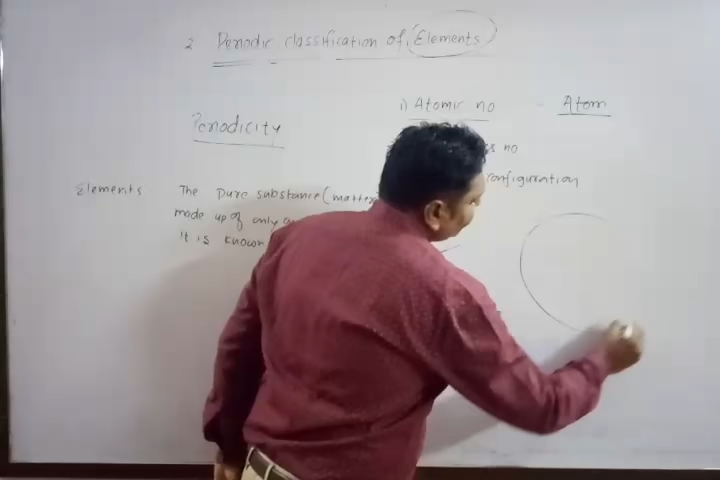 2 Periodic classification of Elements
Periodicity
i) Atomic no
Atom
no
configuration
Elements The Pure substance (matter
made up of only
it is known